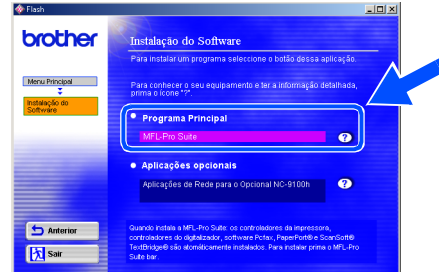 Flash
brother
Instalação do Software
Para instalar um programa seleccione o botão dessa aplicação.
Para conhecer o seu equipamento e ter a informação detalhada,
prima o ícone "?".
Menu Principal
Instalação do
Software
Programa Principal
MFL-Pro Suite
?
Aplicações opcionais
Aplicações de Rede para o Opcional NC-9100h
?
Anterior
Sair
Quando instala a MFL-Pro Suite: os controladores da impressora,
controladores do digitalizador, software Pcfax, PaperPort® e ScanSoft®
TextBridge® são atomáticamente instalados. Para instalar prima o MFL-Pro
Suite bar.